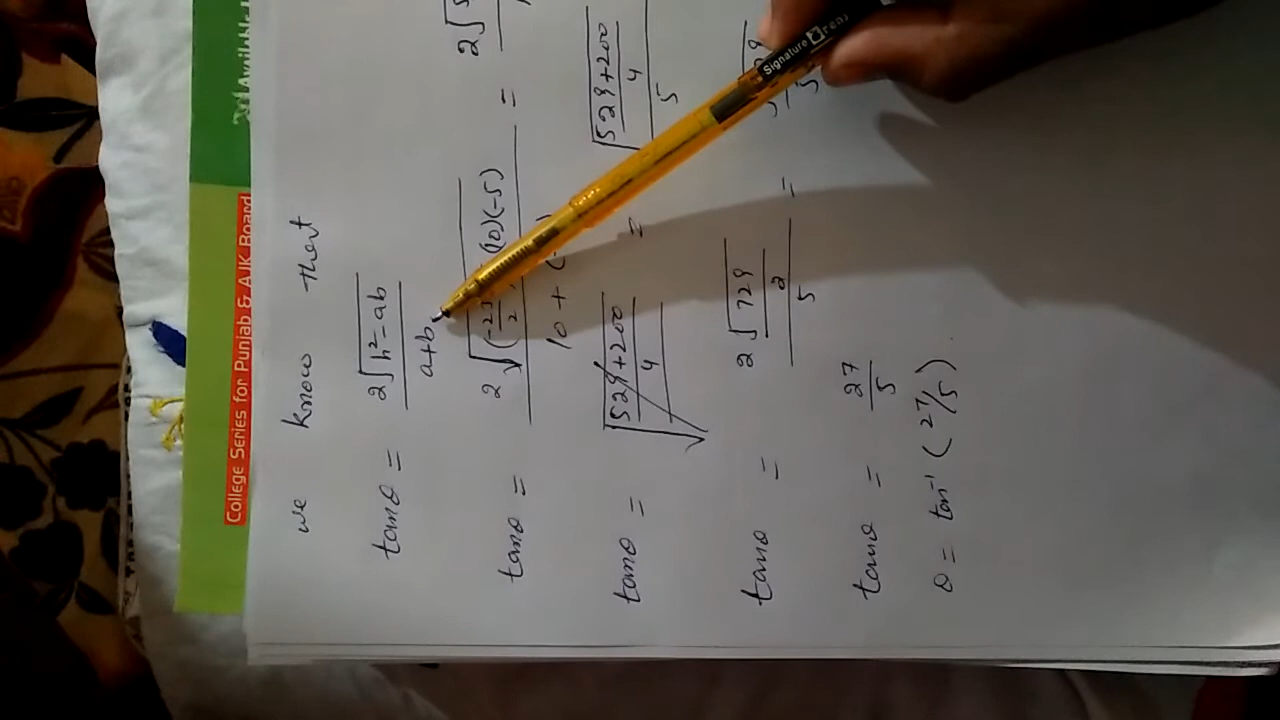 College Series for Punjab & AJK Board
we know that
tanθ = 2√(h²-ab) / a+b
tanθ = 2√((-23/2) (10)(-5)) / 10 + ( = 2√
tanθ = √(529+200/4) = √(529+200/4) / 5
tanθ = 2√729/2 / 5 =
tanθ = 27/5
θ = tan⁻¹ (27/5).
Signature